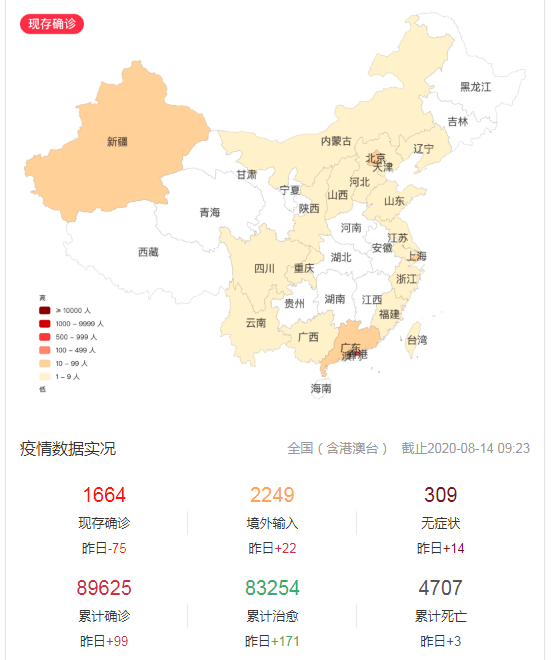 现存确诊
黑龙江
吉林
新疆
内蒙古
辽宁
北京
天津
甘肃
河北
宁夏
山西
山东
陕西
青海
河南
江苏
安徽
西藏
湖北
上海
四川
重庆
浙江
贵州
湖南
江西
福建
云南
广西
台湾
广东
香港
澳门
海南
高
≥ 10000 人
1000 - 9999 人
500 - 999 人
100 - 499 人
10 - 99 人
1 - 9 人
低
疫情数据实况 全国（含港澳台） 截止2020-08-14 09:23
1664 2249 309
现存确诊 境外输入 无症状
昨日-75 昨日+22 昨日+14
89625 83254 4707
累计确诊 累计治愈 累计死亡
昨日+99 昨日+171 昨日+3